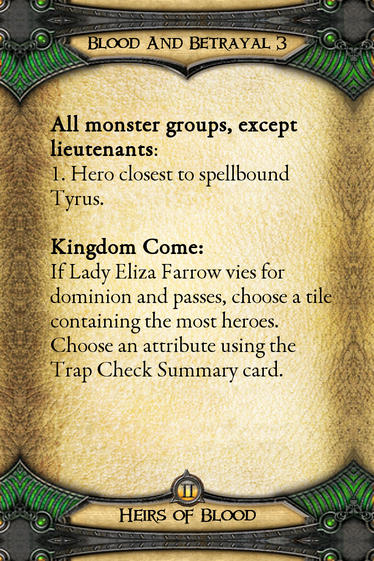 Blood And Betrayal 3
All monster groups, except
lieutenants:
1. Hero closest to spellbound
Tyrus.
Kingdom Come:
If Lady Eliza Farrow vies for
dominion and passes, choose a tile
containing the most heroes.
Choose an attribute using the
Trap Check Summary card.
II
Heirs of Blood